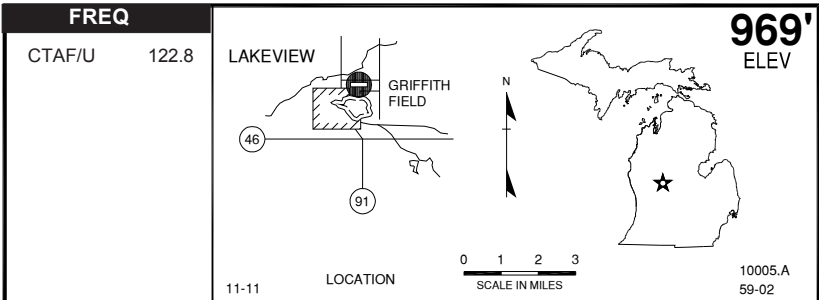 FREQ
CTAF/U 122.8
LAKEVIEW
GRIFFITH
FIELD
46
91
N
969'
ELEV
0 1 2 3
SCALE IN MILES
LOCATION
11-11
10005.A
59-02